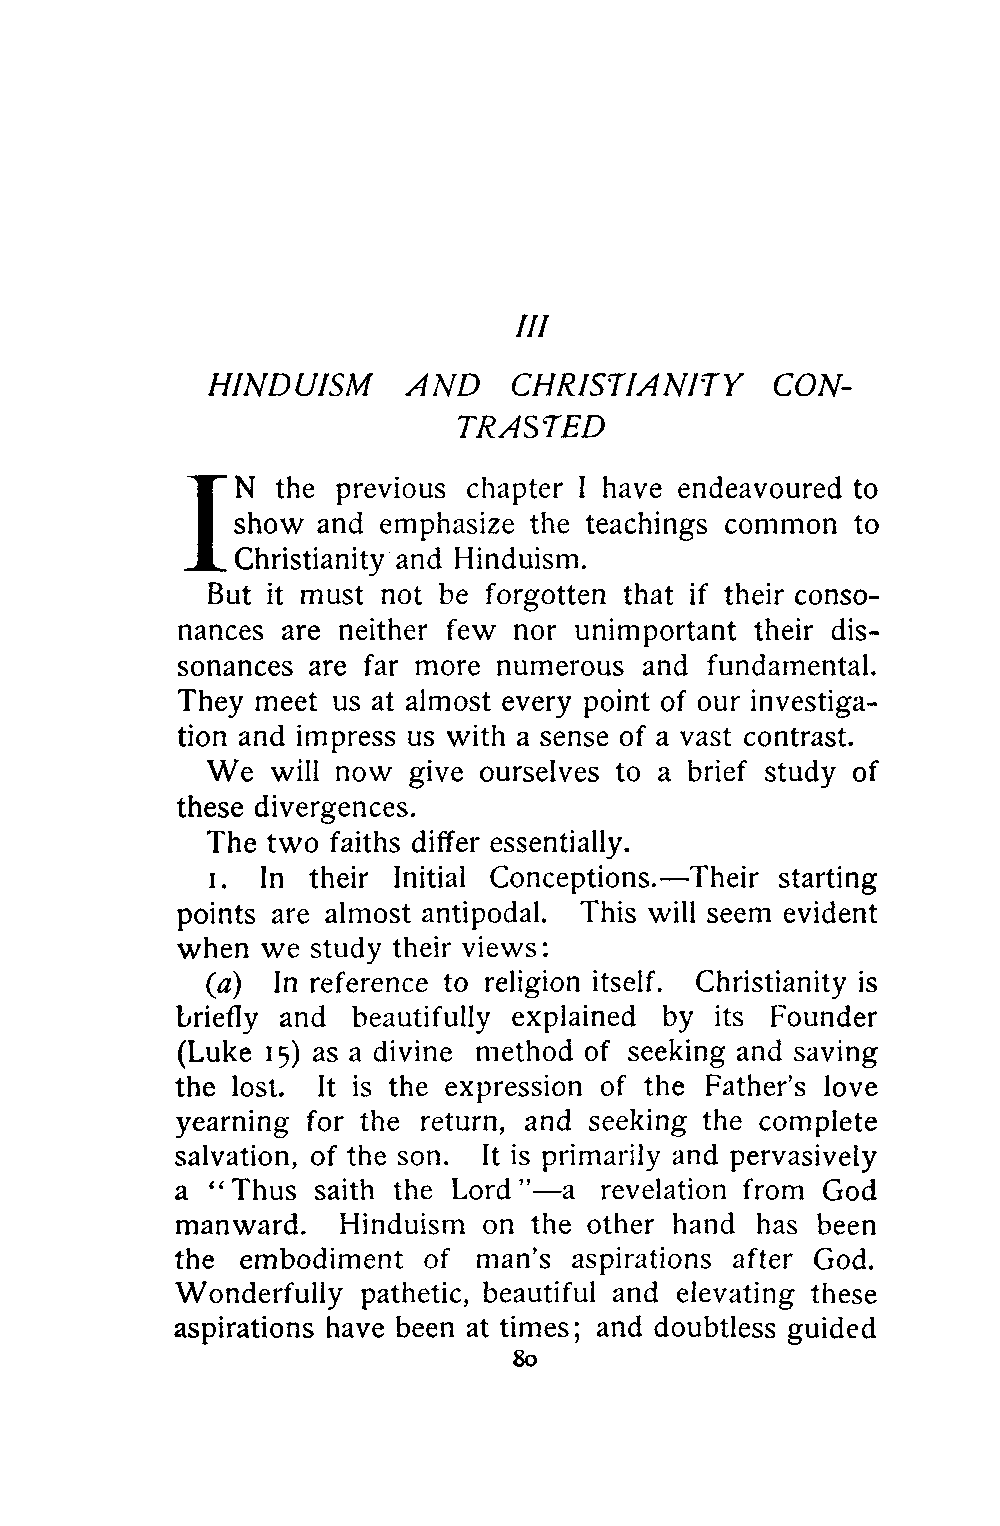 III
HINDUISM AND CHRISTIANITY CON-
TRASTED
IN the previous chapter I have endeavoured to
show and emphasize the teachings common to
Christianity and Hinduism.
But it must not be forgotten that if their conso-
nances are neither few nor unimportant their dis-
sonances are far more numerous and fundamental.
They meet us at almost every point of our investiga-
tion and impress us with a sense of a vast contrast.
We will now give ourselves to a brief study of
these divergences.
The two faiths differ essentially.
1. In their Initial Conceptions.—Their starting
points are almost antipodal. This will seem evident
when we study their views:
(a) In reference to religion itself. Christianity is
briefly and beautifully explained by its Founder
(Luke 15) as a divine method of seeking and saving
the lost. It is the expression of the Father's love
yearning for the return, and seeking the complete
salvation, of the son. It is primarily and pervasively
a "Thus saith the Lord"—a revelation from God
manward. Hinduism on the other hand has been
the embodiment of man's aspirations after God.
Wonderfully pathetic, beautiful and elevating these
aspirations have been at times; and doubtless guided
80